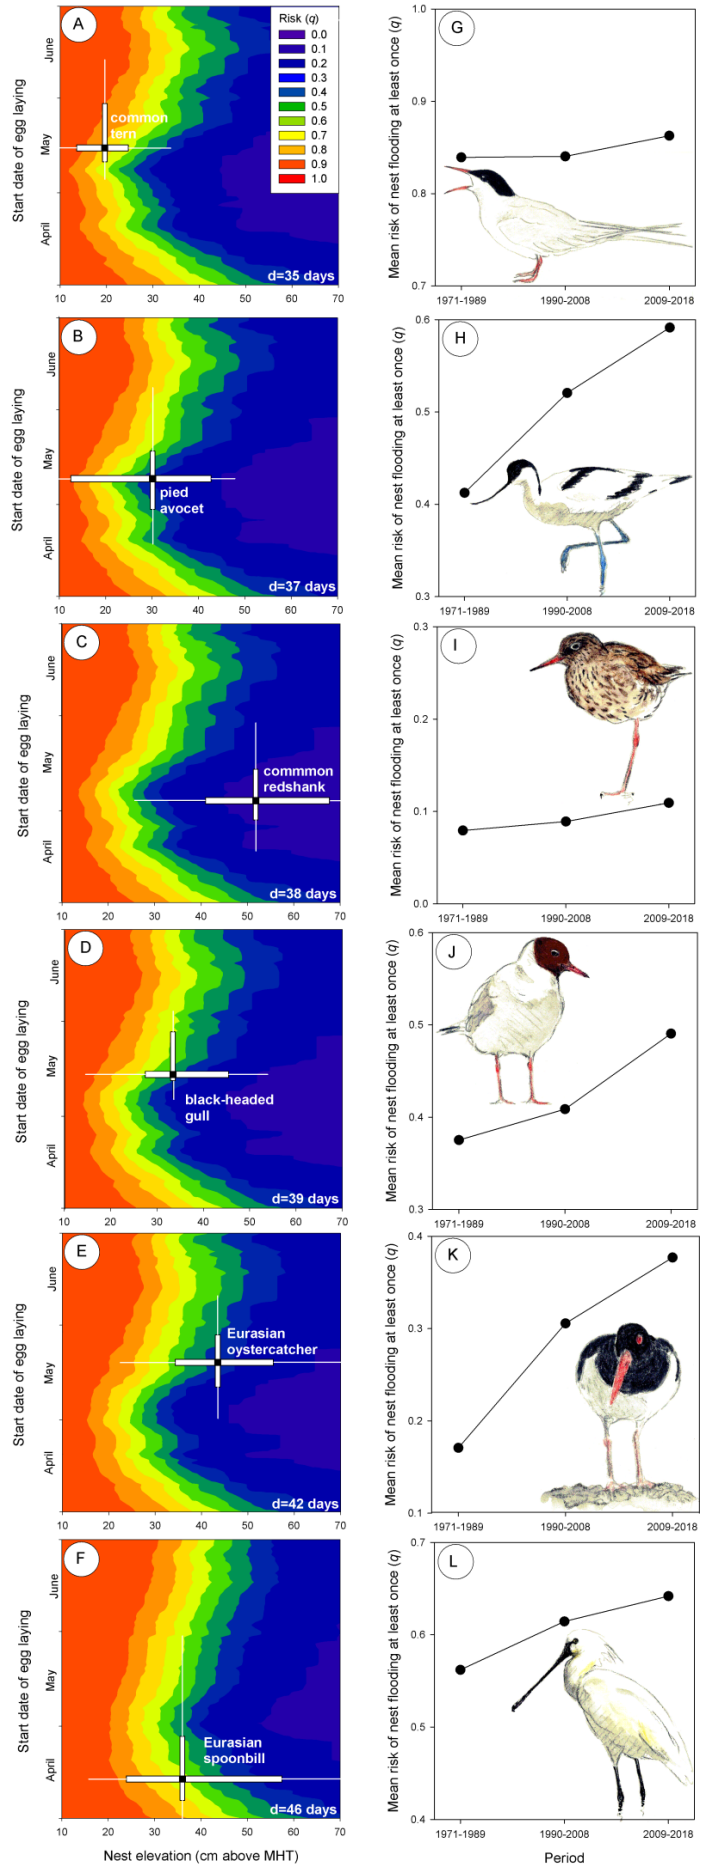 A
Risk (q)
0.0
0.1
0.2
0.3
0.4
0.5
0.6
0.7
0.8
0.9
1.0
common
tern
d=35 days
Start date of egg laying
June
May
April
10 20 30 40 50 60 70
G
Mean risk of nest flooding at least once (q)
1.0
0.9
0.8
0.7
1971-1989 1990-2008 2009-2018
B
pied
avocet
d=37 days
Start date of egg laying
June
May
April
10 20 30 40 50 60 70
H
Mean risk of nest flooding at least once (q)
0.6
0.5
0.4
0.3
1971-1989 1990-2008 2009-2018
C
commmon
redshank
d=38 days
Start date of egg laying
June
May
April
10 20 30 40 50 60 70
I
Mean risk of nest flooding at least once (q)
0.3
0.2
0.1
0.0
1971-1989 1990-2008 2009-2018
D
black-headed
gull
d=39 days
Start date of egg laying
June
May
April
10 20 30 40 50 60 70
J
Mean risk of nest flooding at least once (q)
0.6
0.5
0.4
0.3
1971-1989 1990-2008 2009-2018
E
Eurasian
oystercatcher
d=42 days
Start date of egg laying
June
May
April
10 20 30 40 50 60 70
K
Mean risk of nest flooding at least once (q)
0.4
0.3
0.2
0.1
1971-1989 1990-2008 2009-2018
F
Eurasian
spoonbill
d=46 days
Start date of egg laying
June
May
April
10 20 30 40 50 60 70
Nest elevation (cm above MHT)
L
Mean risk of nest flooding at least once (q)
0.7
0.6
0.5
0.4
1971-1989 1990-2008 2009-2018
Period